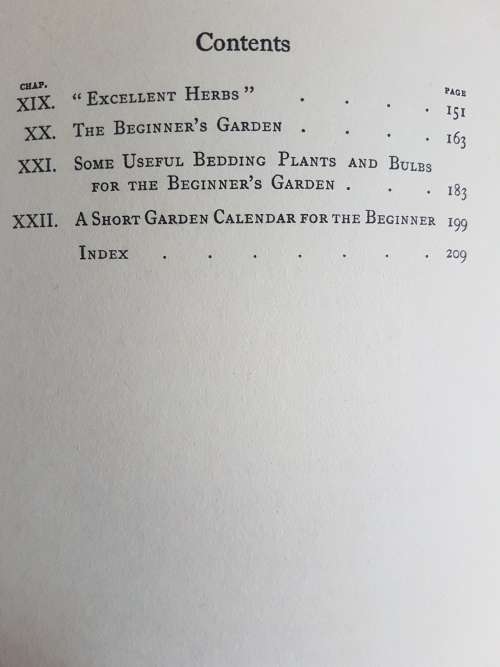 Contents
CHAP. PAGE
XIX. “Excellent Herbs” . . . . 151
XX. The Beginner's Garden . . . . 163
XXI. Some Useful Bedding Plants and Bulbs
for the Beginner's Garden . . . 183
XXII. A Short Garden Calendar for the Beginner 199
Index . . . . . . . 209